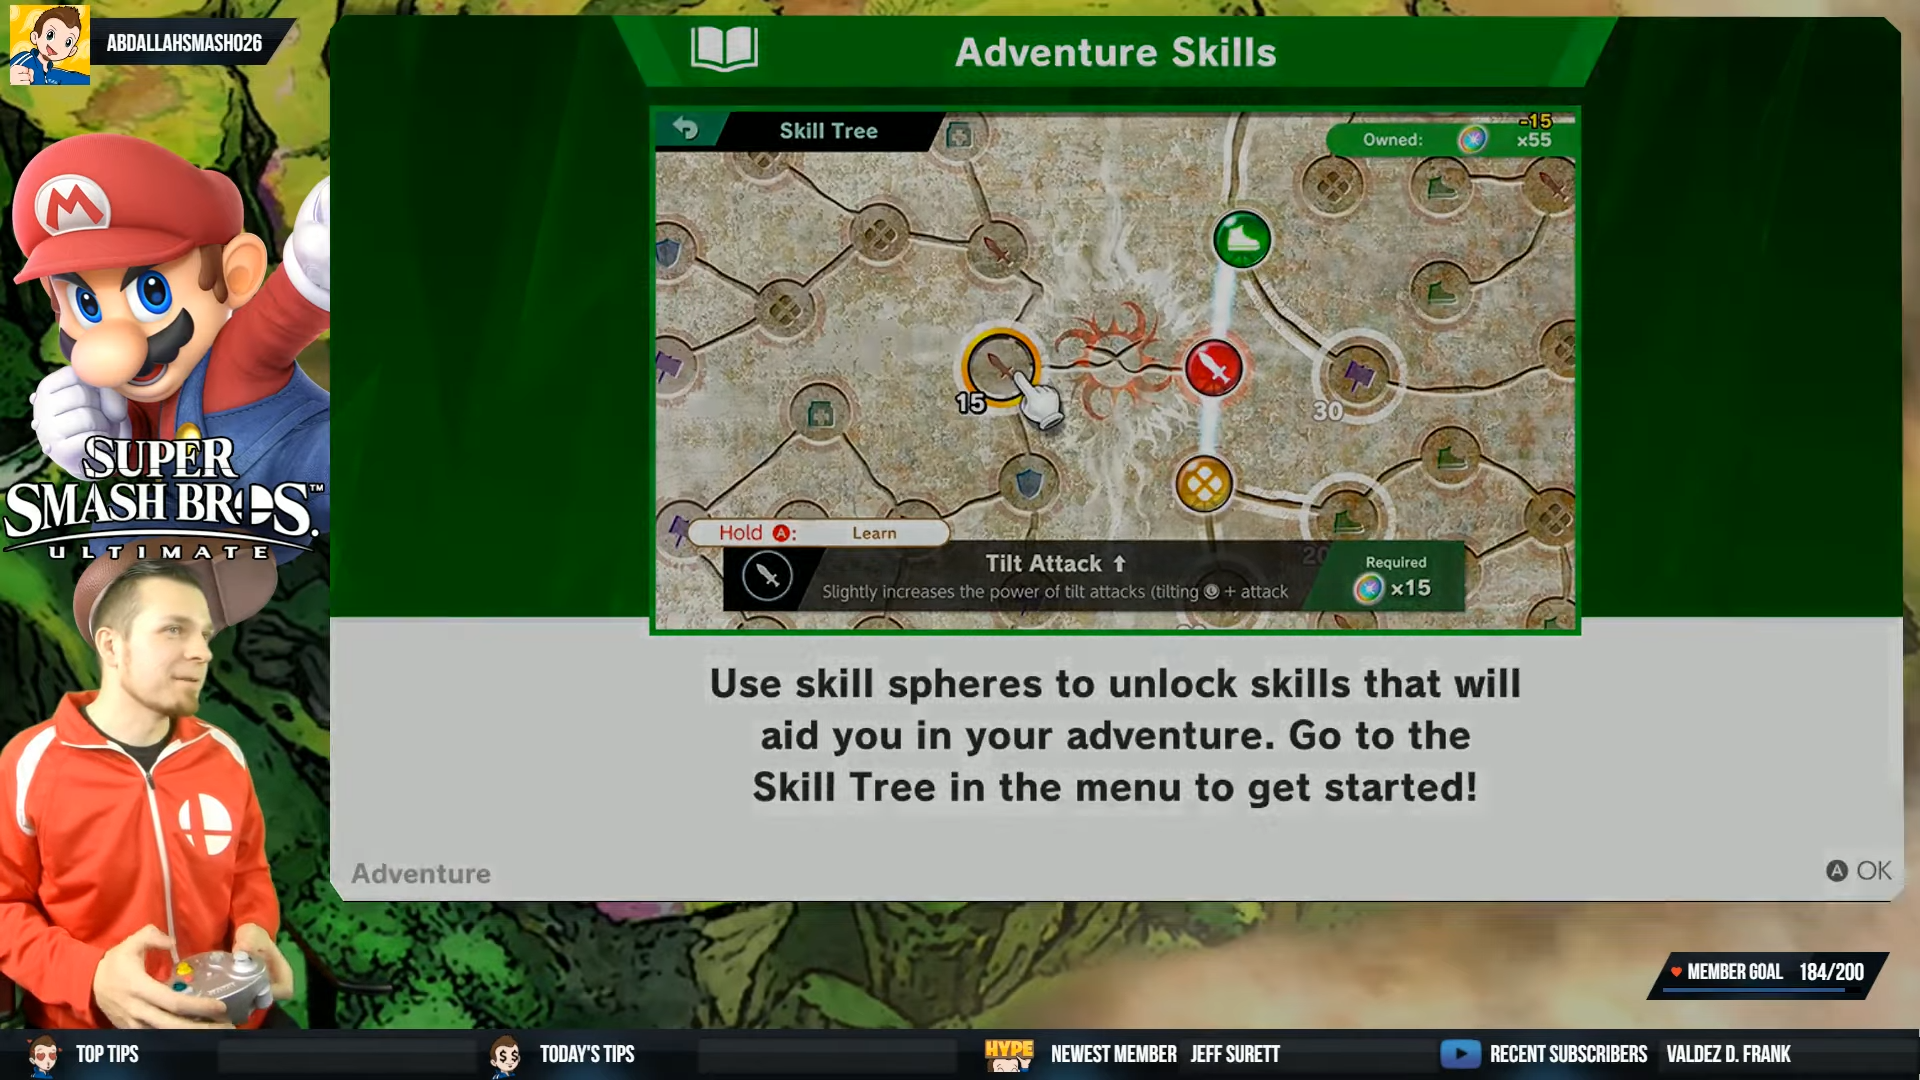 ABDALLAHSMASH026
Adventure Skills
Skill Tree
Owned:
-15
x55
15
30
20
Hold A: Learn
Tilt Attack ↑
Slightly increases the power of tilt attacks (tilting L + attack
Required
x15
SUPER
SMASH BROS.™
ULTIMATE
Use skill spheres to unlock skills that will
aid you in your adventure. Go to the
Skill Tree in the menu to get started!
Adventure
A OK
MEMBER GOAL 184/200
TOP TIPS
TODAY'S TIPS
HYPE
NEWEST MEMBER JEFF SURETT
RECENT SUBSCRIBERS VALDEZ D. FRANK